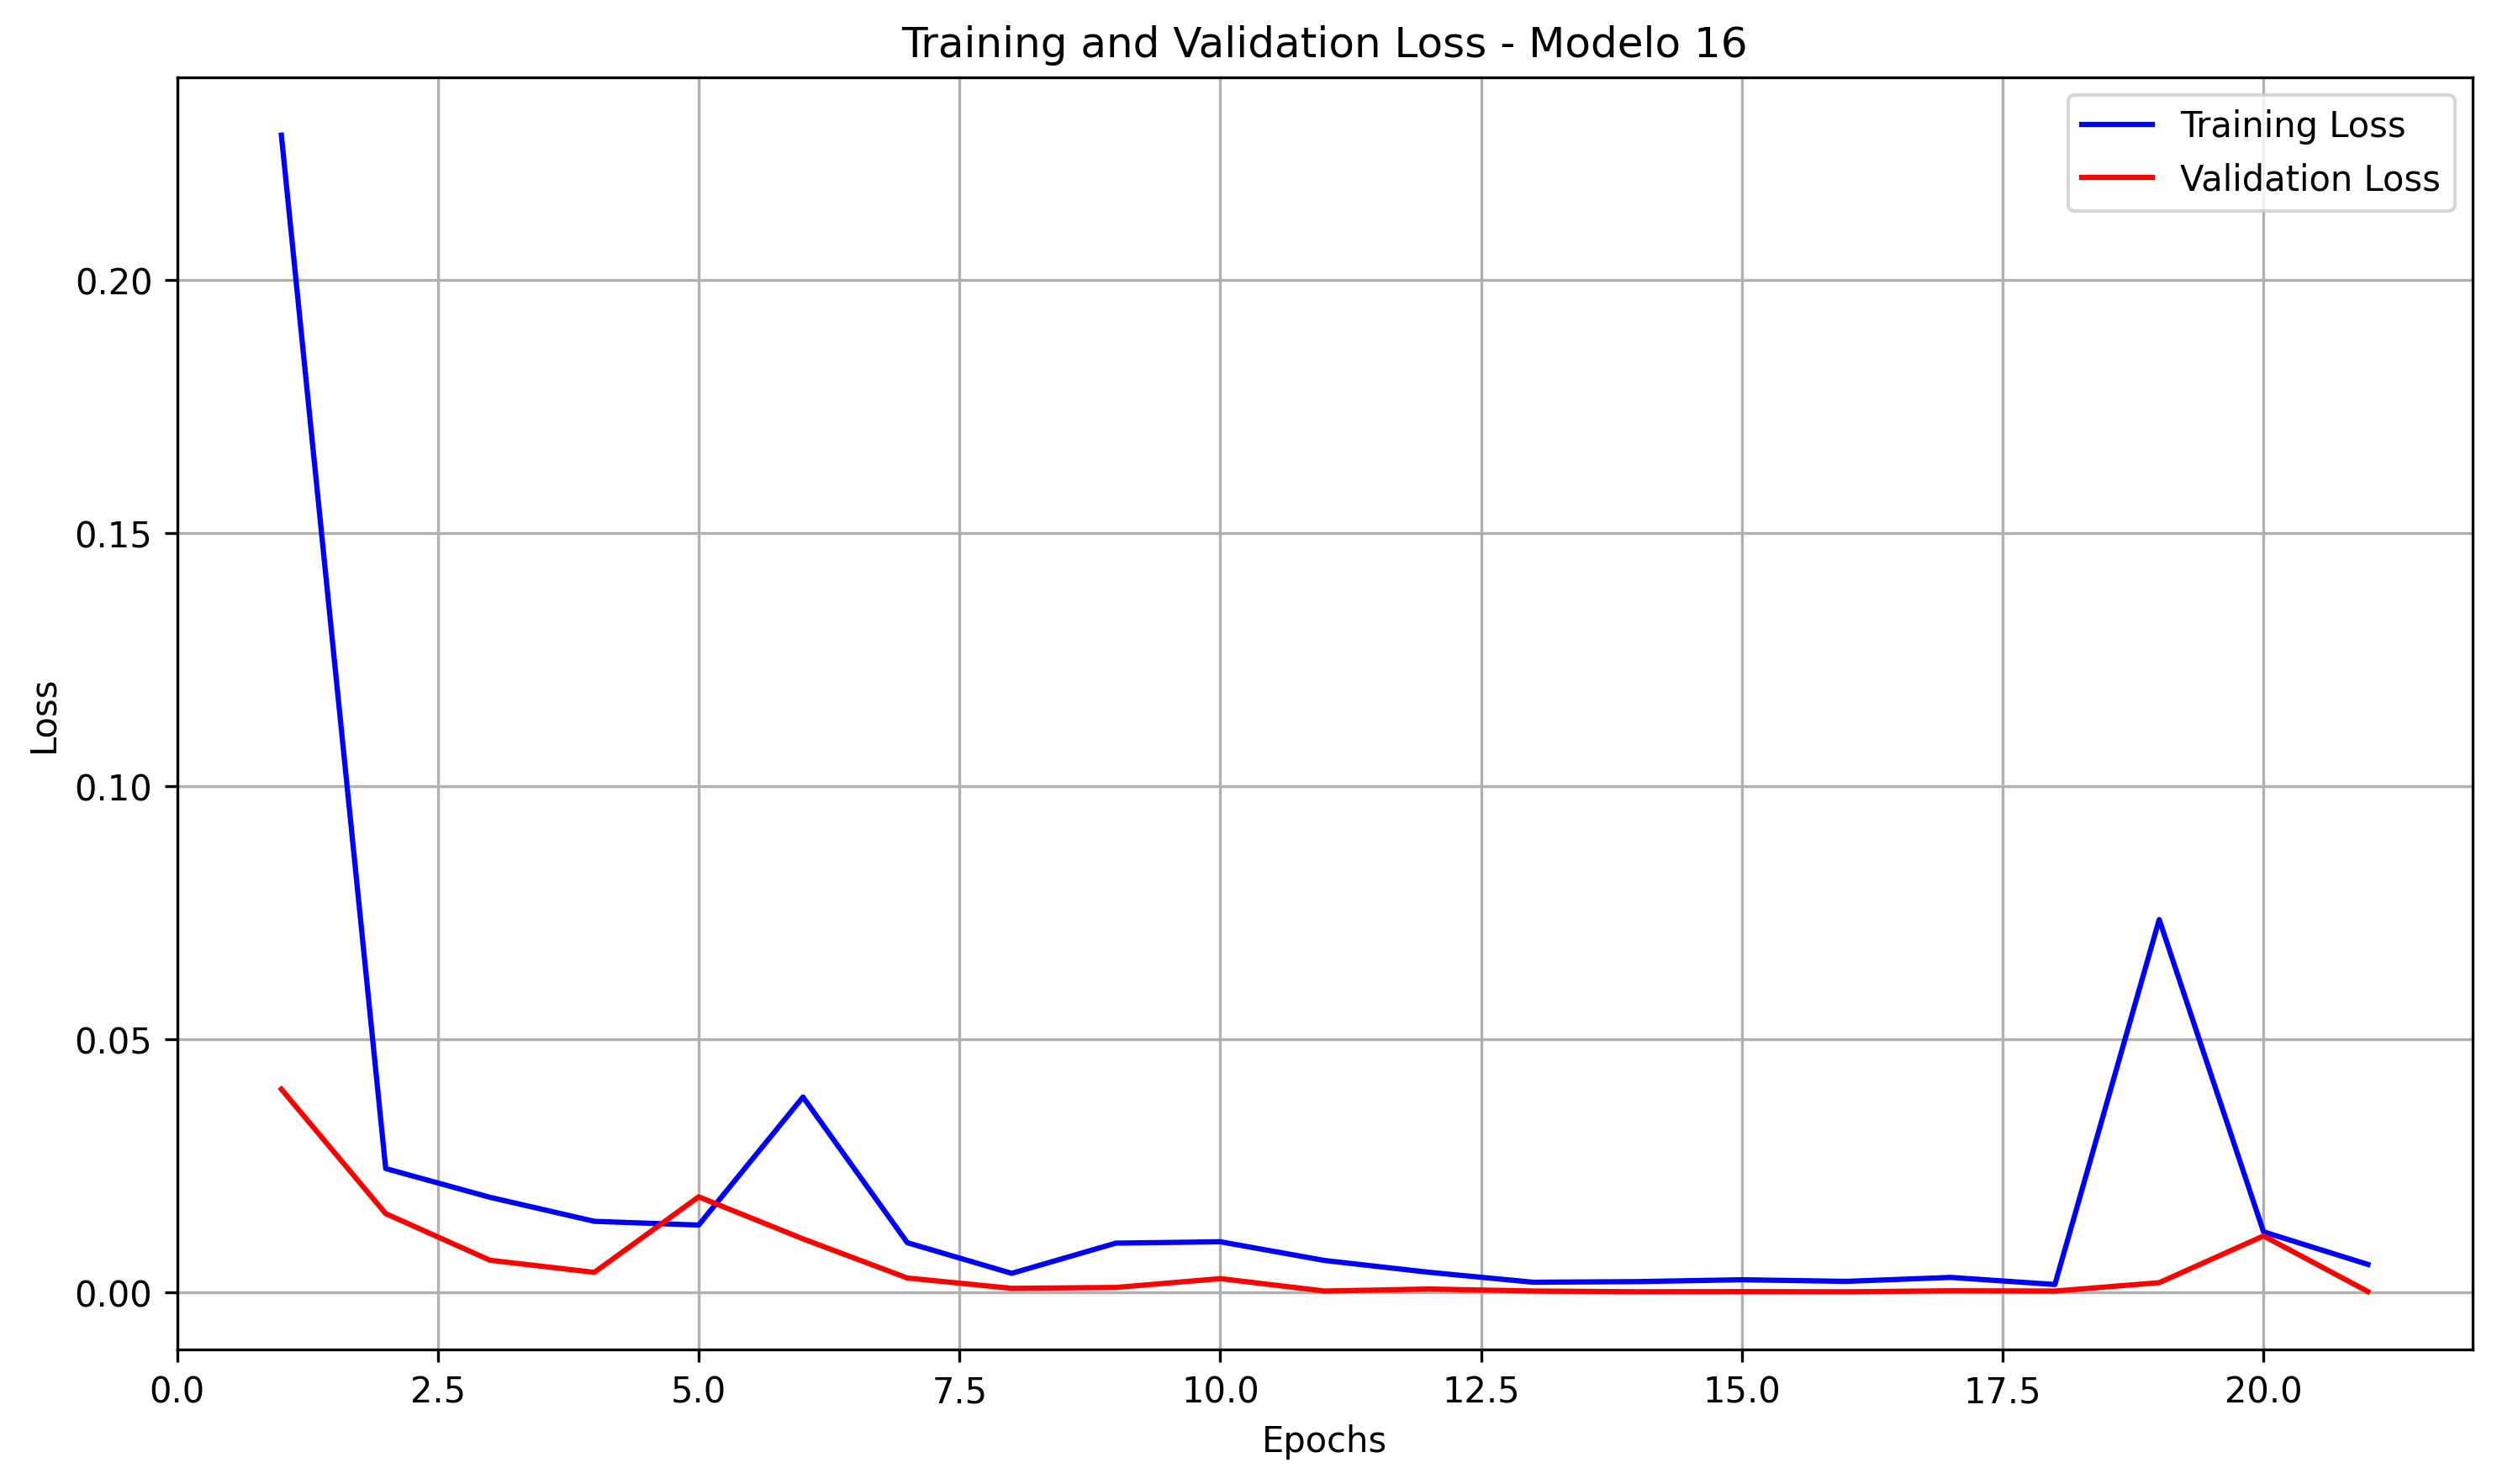 Training and Validation Loss - Modelo 16
Training Loss
Validation Loss
Loss
0.20
0.15
0.10
0.05
0.00
0.0 2.5 5.0 7.5 10.0 12.5 15.0 17.5 20.0
Epochs